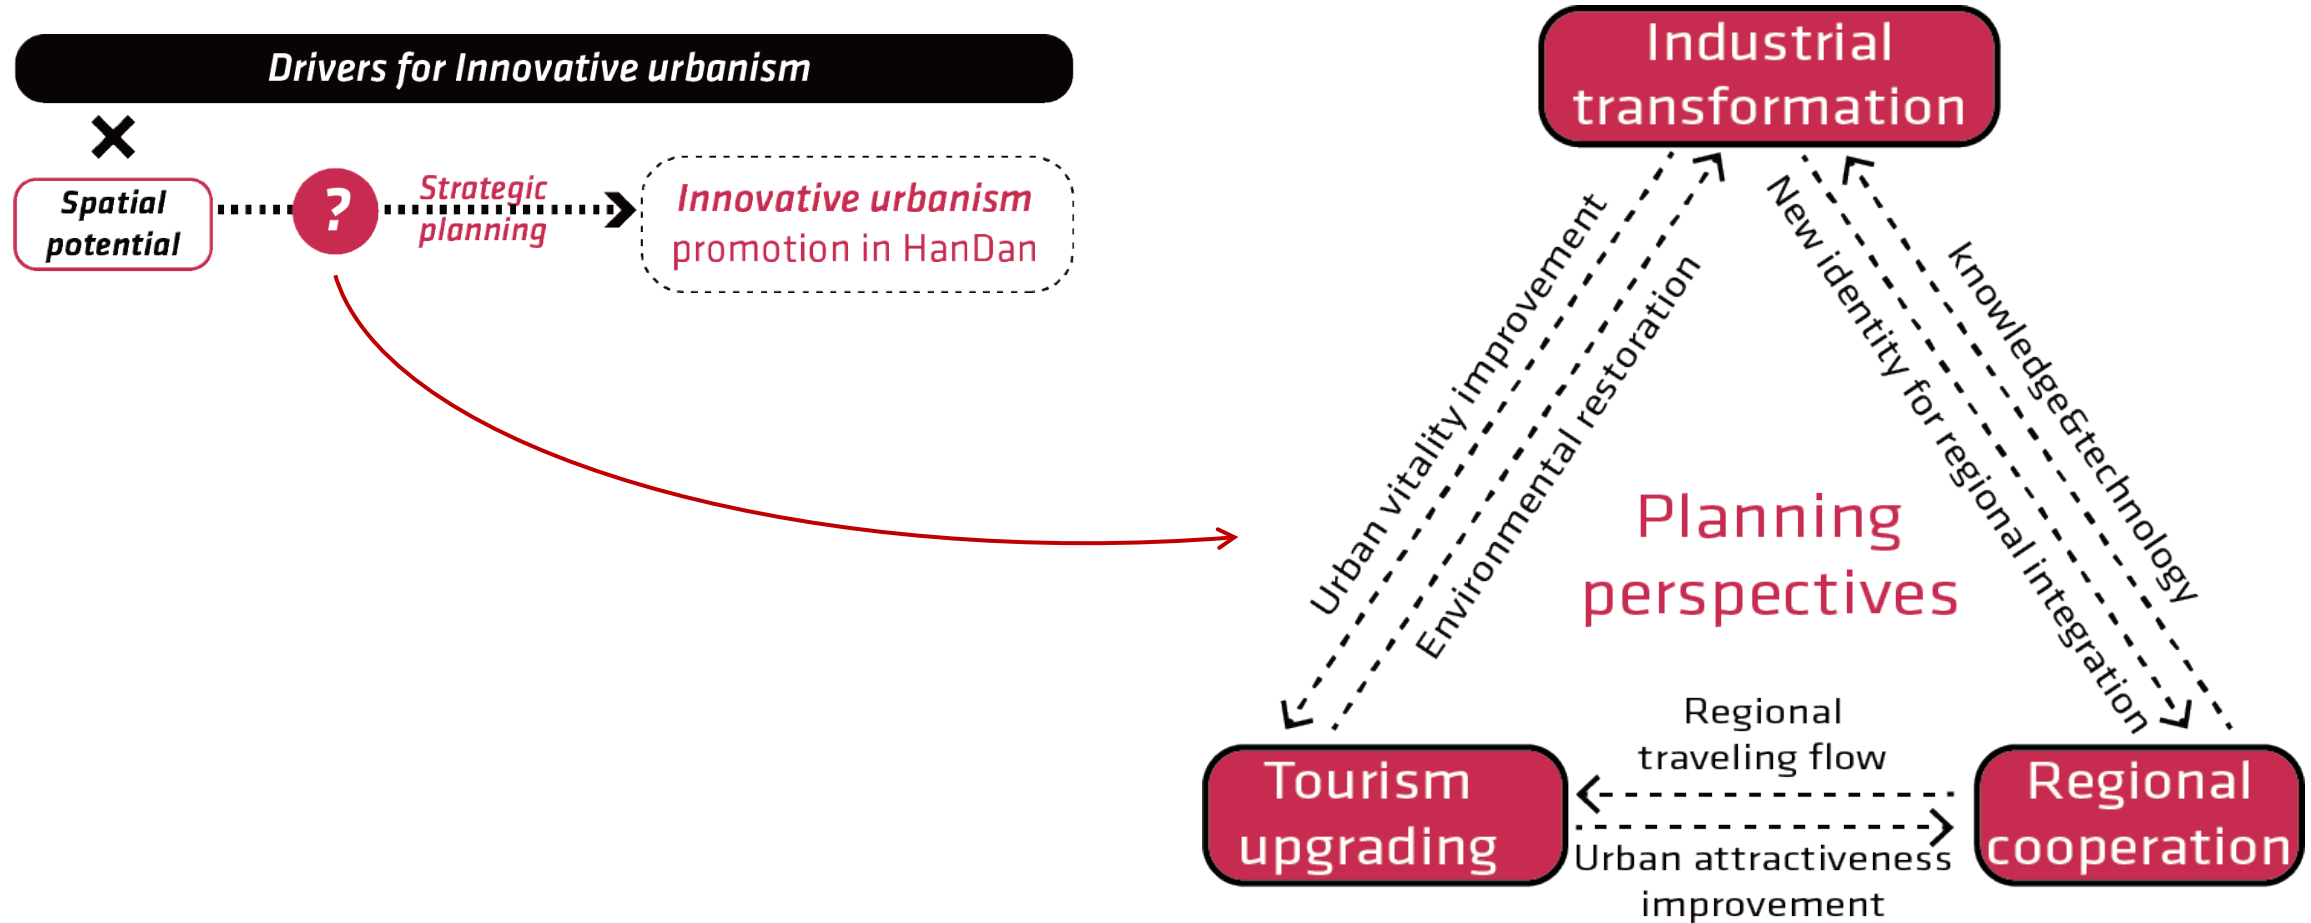 Drivers for Innovative urbanism
Spatial
potential
?
Strategic
planning
Innovative urbanism
promotion in HanDan
Industrial
transformation
Urban vitality improvement
Environmental restoration
New identity for regional integration
knowledge&technology
Planning
perspectives
Regional
traveling flow
Tourism
upgrading
Urban attractiveness
improvement
Regional
cooperation